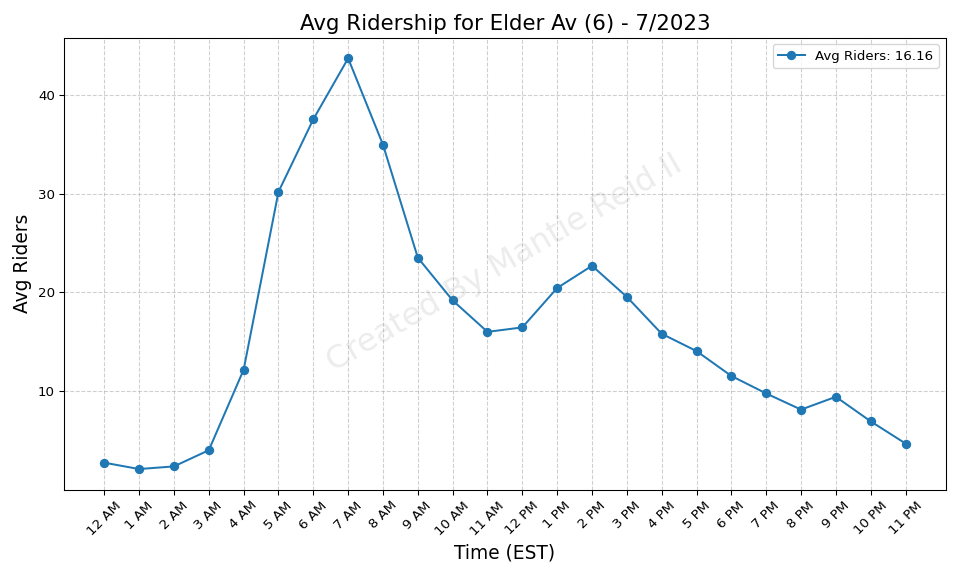 Avg Ridership for Elder Av (6) - 7/2023
Avg Riders: 16.16
Avg Riders
40
30
20
10
Created By Mantie Reid II
12 AM
1 AM
2 AM
3 AM
4 AM
5 AM
6 AM
7 AM
8 AM
9 AM
10 AM
11 AM
12 PM
1 PM
2 PM
3 PM
4 PM
5 PM
6 PM
7 PM
8 PM
9 PM
10 PM
11 PM
Time (EST)